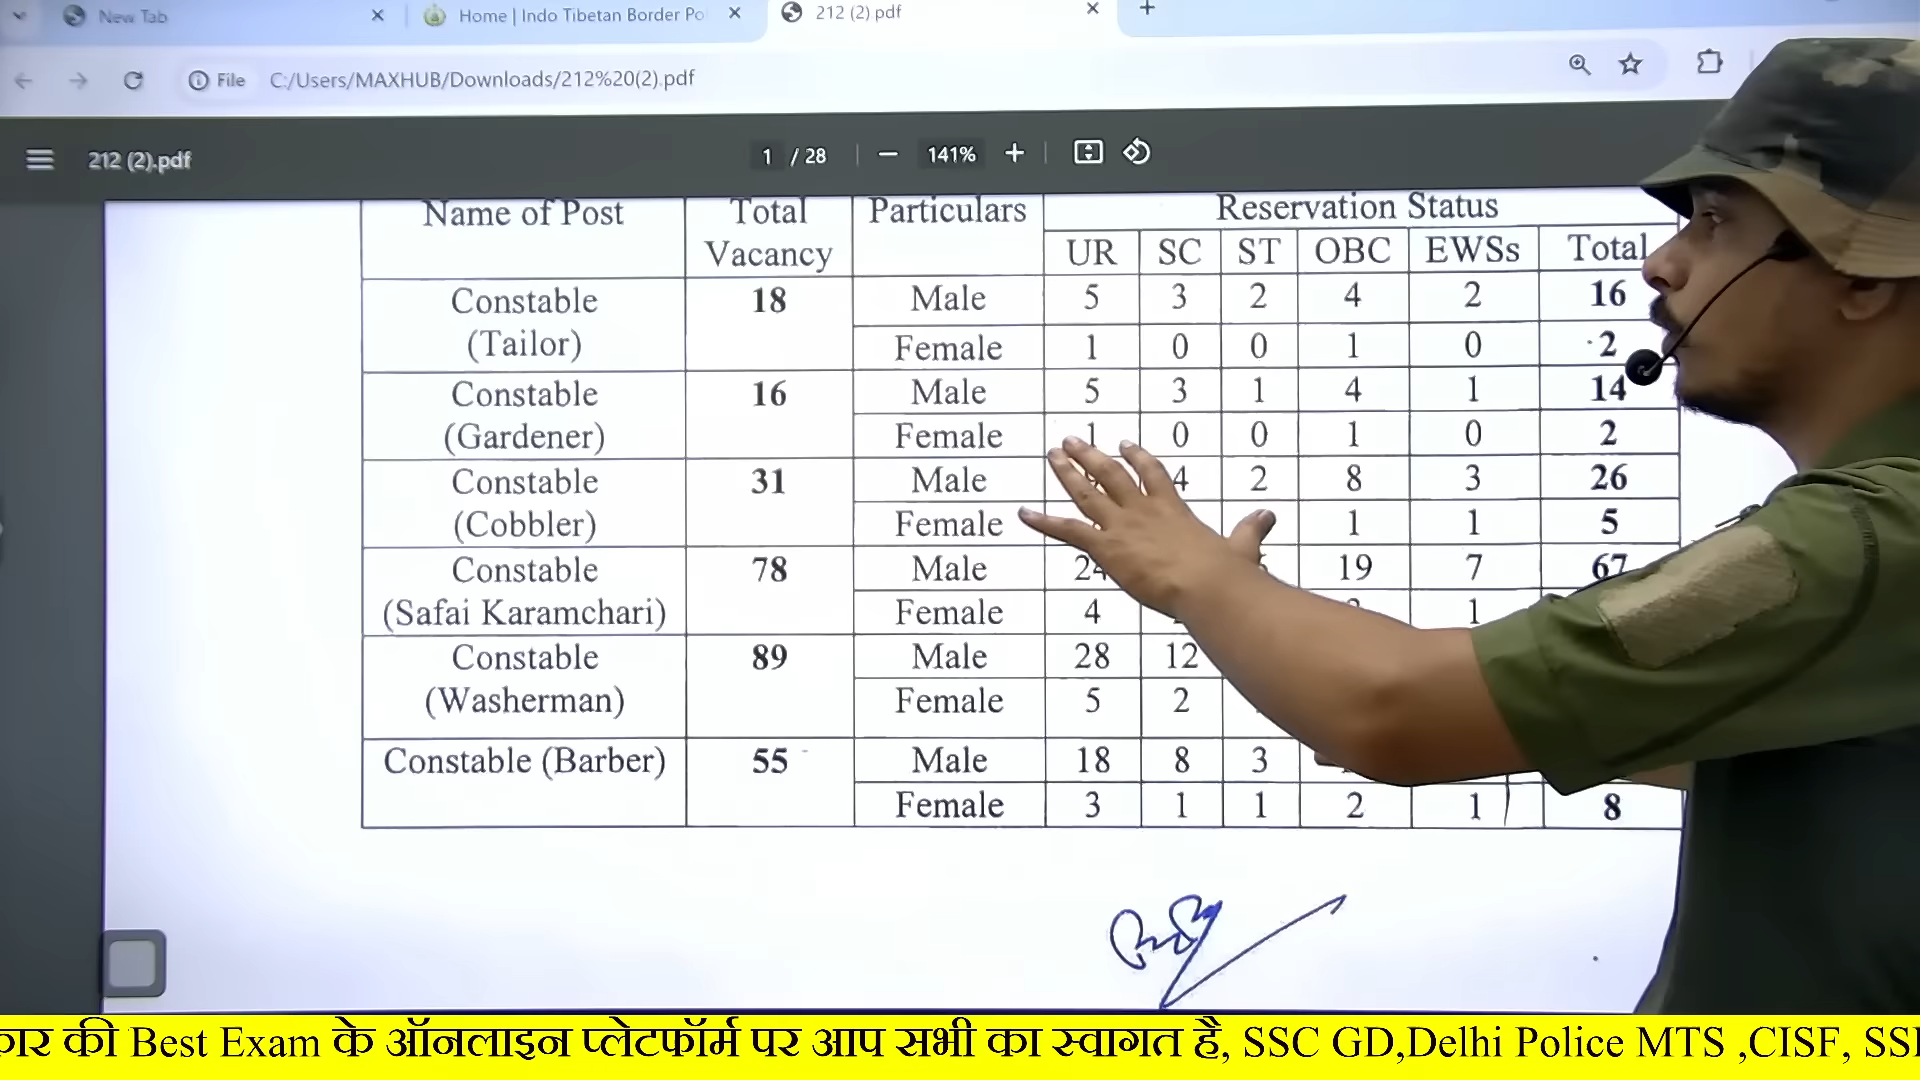 New Tab
Home | Indo Tibetan Border Po
212 (2) pdf
File C:/Users/MAXHUB/Downloads/212%20(2).pdf
212 (2).pdf
1 / 28
141%
Name of Post Total Vacancy Particulars Reservation Status
UR SC ST OBC EWSs Total
Constable (Tailor) 18 Male 5 3 2 4 2 16
Female 1 0 0 1 0 2
Constable (Gardener) 16 Male 5 3 1 4 1 14
Female 1 0 0 1 0 2
Constable (Cobbler) 31 Male 4 2 8 3 26
Female 1 1 5
Constable (Safai Karamchari) 78 Male 24 19 7 67
Female 4 1
Constable (Washerman) 89 Male 28 12
Female 5 2
Constable (Barber) 55 Male 18 8 3
Female 3 1 1 2 1 8
की Best Exam के ऑनलाइन प्लेटफॉर्म पर आप सभी का स्वागत है, SSC GD,Delhi Police MTS ,CISF,